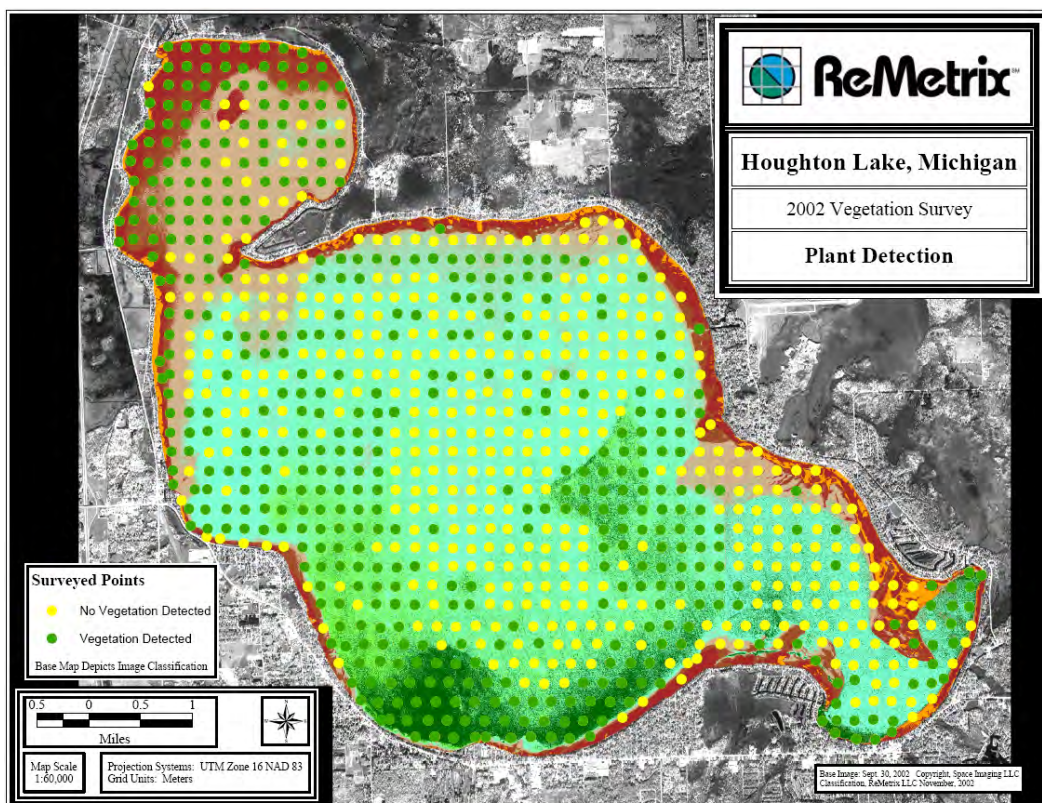 ReMetrix SM
Houghton Lake, Michigan
2002 Vegetation Survey
Plant Detection
Surveyed Points
No Vegetation Detected
Vegetation Detected
Base Map Depicts Image Classification
0.5 0 0.5 1
Miles
Map Scale
1:60,000
Projection Systems: UTM Zone 16 NAD 83
Grid Units: Meters
Base Image: Sept. 30, 2002 Copyright, Space Imaging LLC
Classification, ReMetrix LLC November, 2002